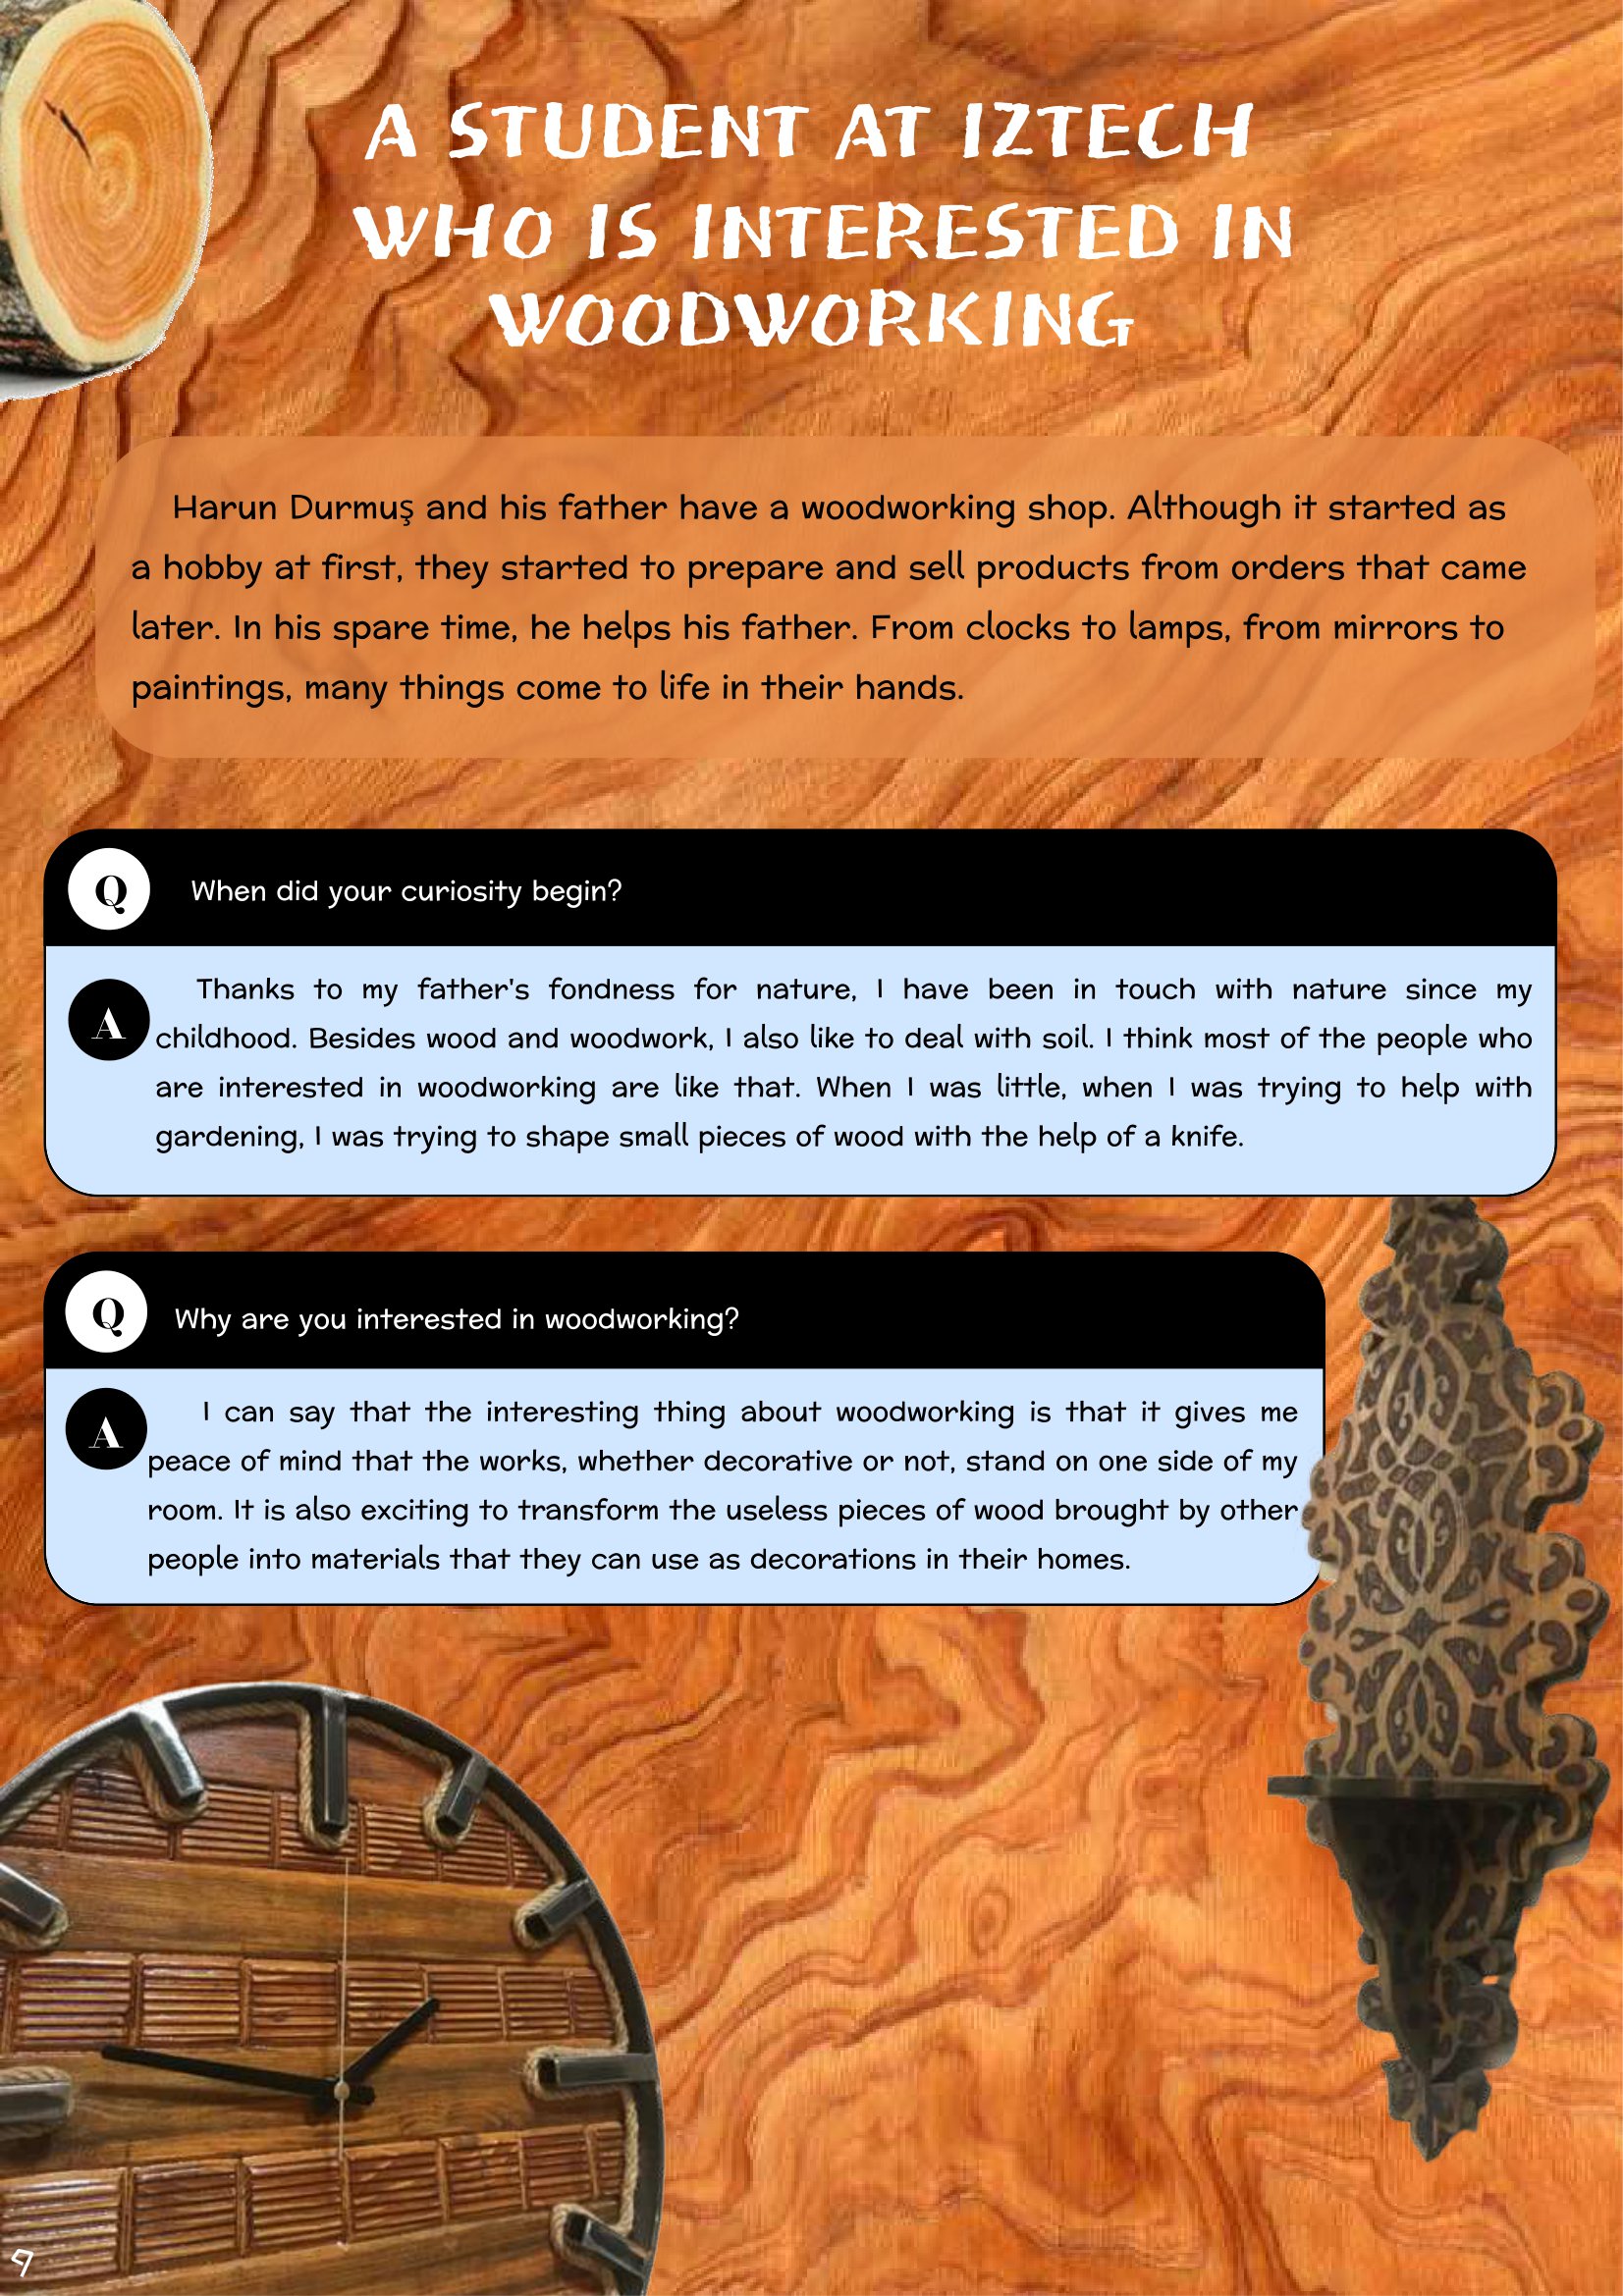 A STUDENT AT IZTECH
WHO IS INTERESTED IN
WOODWORKING
Harun Durmuş and his father have a woodworking shop. Although it started as
a hobby at first, they started to prepare and sell products from orders that came
later. In his spare time, he helps his father. From clocks to lamps, from mirrors to
paintings, many things come to life in their hands.
Q When did your curiosity begin?
A Thanks to my father's fondness for nature, I have been in touch with nature since my
childhood. Besides wood and woodwork, I also like to deal with soil. I think most of the people who
are interested in woodworking are like that. When I was little, when I was trying to help with
gardening, I was trying to shape small pieces of wood with the help of a knife.
Q Why are you interested in woodworking?
A I can say that the interesting thing about woodworking is that it gives me
peace of mind that the works, whether decorative or not, stand on one side of my
room. It is also exciting to transform the useless pieces of wood brought by other
people into materials that they can use as decorations in their homes.
9